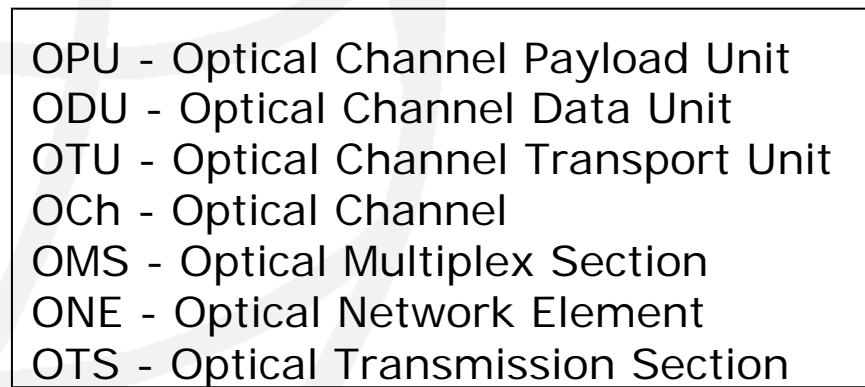 OPU - Optical Channel Payload Unit
ODU - Optical Channel Data Unit
OTU - Optical Channel Transport Unit
OCh - Optical Channel
OMS - Optical Multiplex Section
ONE - Optical Network Element
OTS - Optical Transmission Section